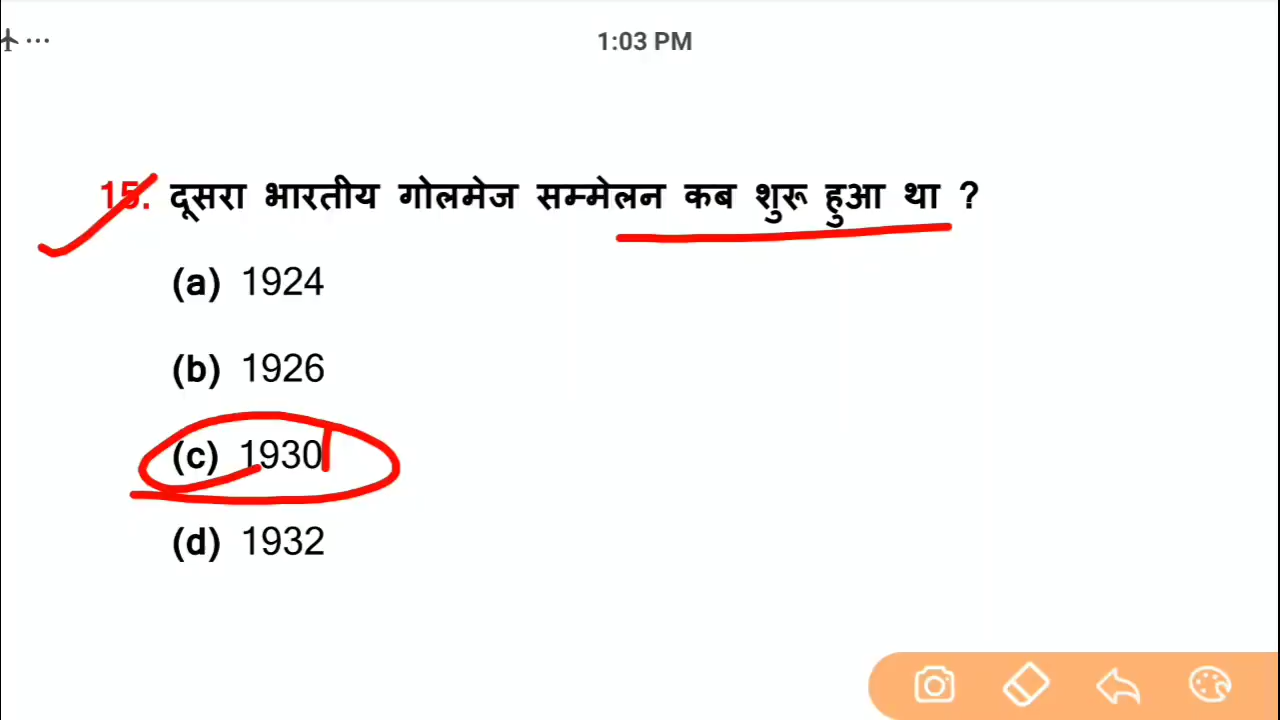 1:03 PM
15. दूसरा भारतीय गोलमेज सम्मेलन कब शुरू हुआ था ?
(a) 1924
(b) 1926
(c) 1930
(d) 1932